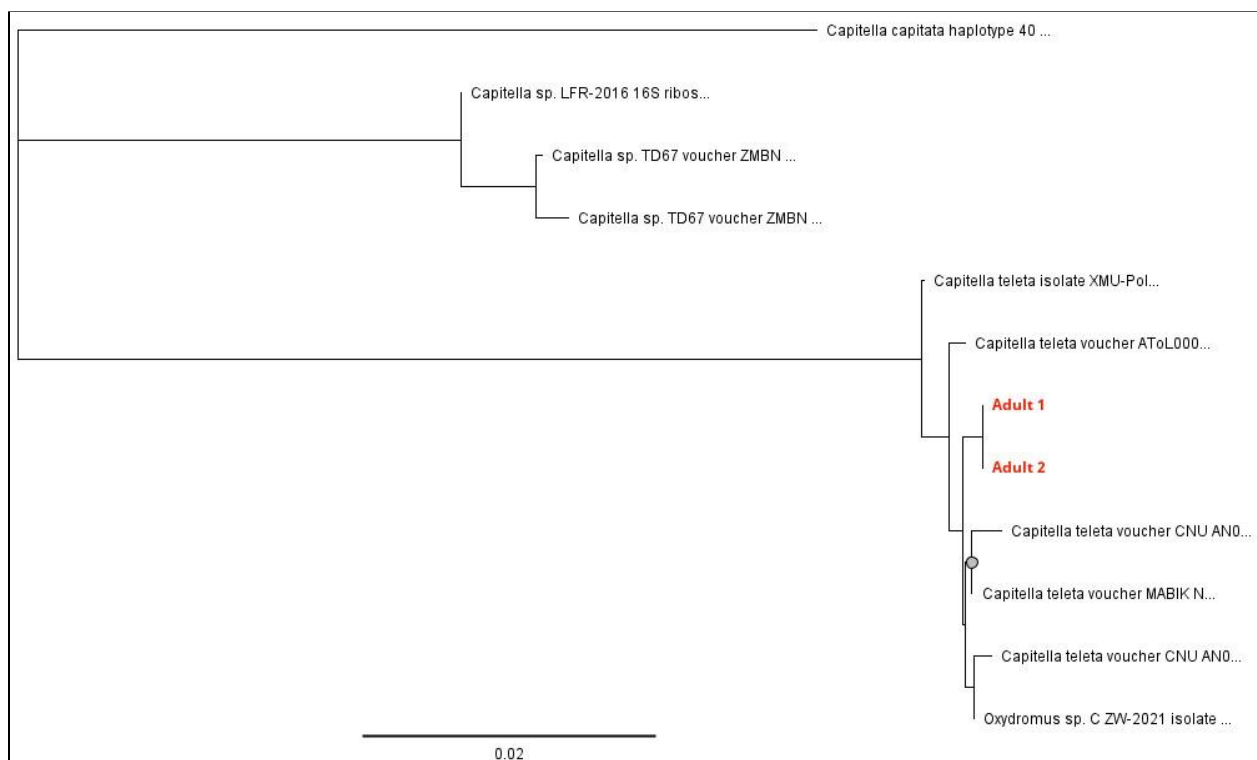 Capitella capitata haplotype 40 ...
Capitella sp. LFR-2016 16S ribos...
Capitella sp. TD67 voucher ZMBN ...
Capitella sp. TD67 voucher ZMBN ...
Capitella teleta isolate XMU-Pol...
Capitella teleta voucher AToL000...
Adult 1
Adult 2
Capitella teleta voucher CNU AN0...
Capitella teleta voucher MABIK N...
Capitella teleta voucher CNU AN0...
Oxydromus sp. C ZW-2021 isolate ...
0.02